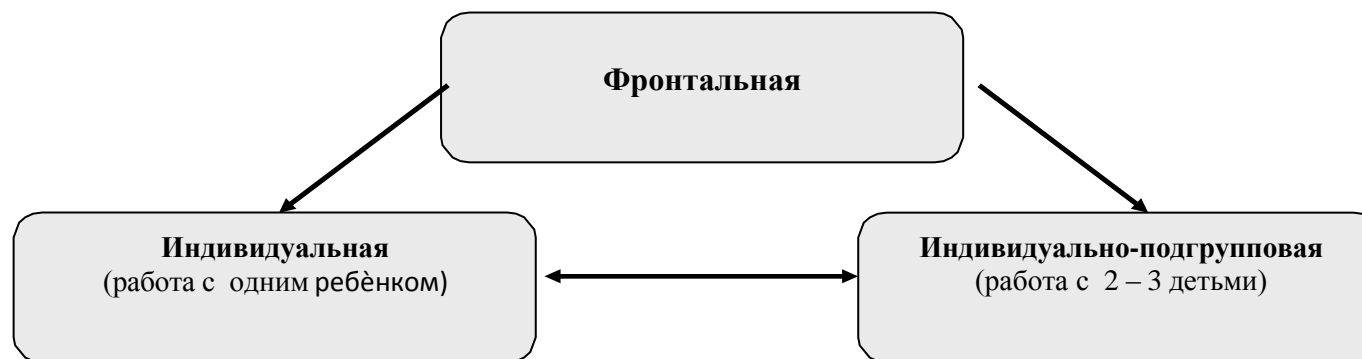 Фронтальная
Индивидуальная
(работа с одним ребѐнком)
Индивидуально-подгрупповая
(работа с 2 – 3 детьми)